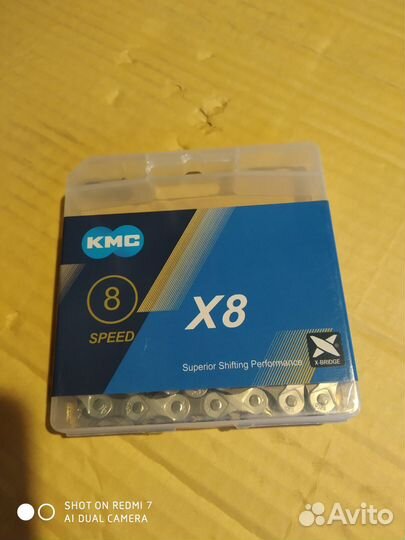 KMC
8
SPEED
X8
Superior Shifting Performance
X
X-BRIDGE
SHOT ON REDMI 7
AI DUAL CAMERA
Avito